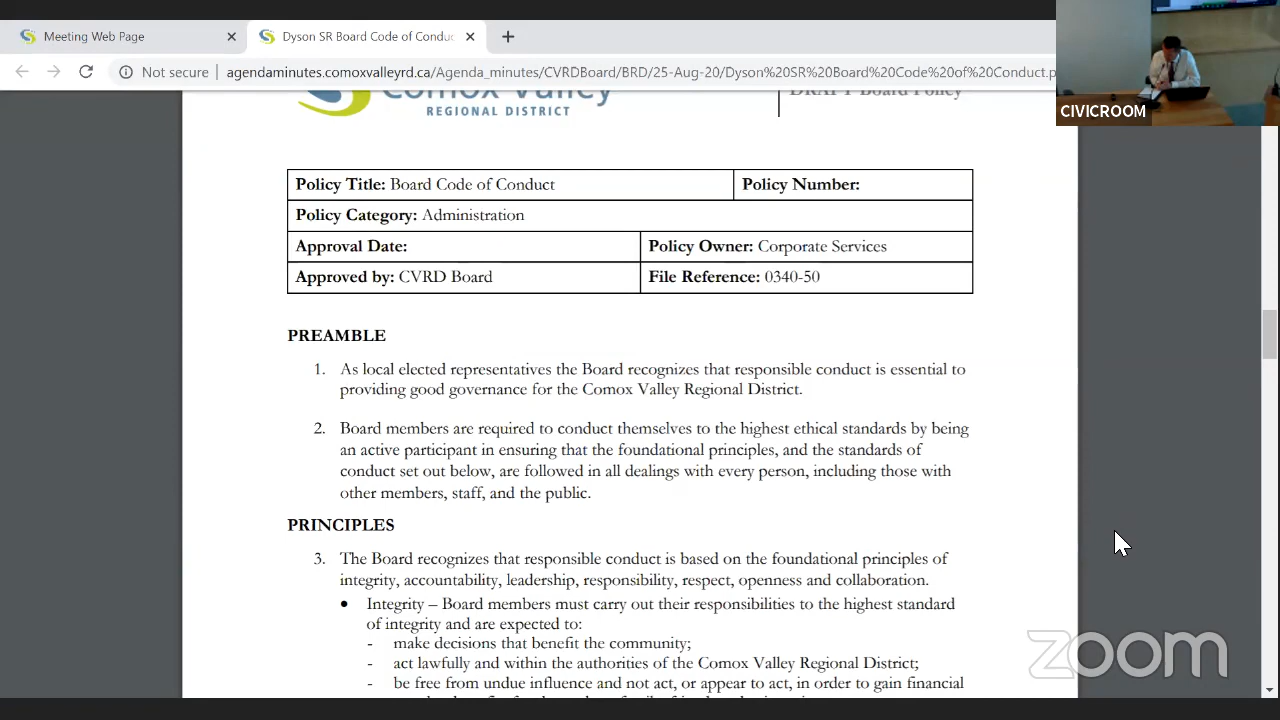 Meeting Web Page
Dyson SR Board Code of Conduc
Not secure
agendaminutes.comoxvalleyrd.ca/Agenda_minutes/CVRDBoard/BRD/25-Aug-20/Dyson%20SR%20Board%20Code%20of%20Conduct.p
CIVICROOM
Comox Valley
REGIONAL DISTRICT
DRAFT Board Policy
Policy Title: Board Code of Conduct
Policy Number:
Policy Category: Administration
Approval Date:
Policy Owner: Corporate Services
Approved by: CVRD Board
File Reference: 0340-50
PREAMBLE
1. As local elected representatives the Board recognizes that responsible conduct is essential to
providing good governance for the Comox Valley Regional District.
2. Board members are required to conduct themselves to the highest ethical standards by being
an active participant in ensuring that the foundational principles, and the standards of
conduct set out below, are followed in all dealings with every person, including those with
other members, staff, and the public.
PRINCIPLES
3. The Board recognizes that responsible conduct is based on the foundational principles of
integrity, accountability, leadership, responsibility, respect, openness and collaboration.
• Integrity – Board members must carry out their responsibilities to the highest standard
of integrity and are expected to:
- make decisions that benefit the community;
- act lawfully and within the authorities of the Comox Valley Regional District;
- be free from undue influence and not act, or appear to act, in order to gain financial
zoom